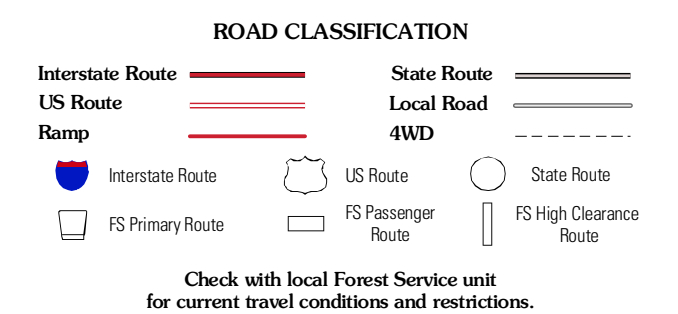 ROAD CLASSIFICATION
Interstate Route
State Route
US Route
Local Road
Ramp
4WD
Interstate Route
US Route
State Route
FS Primary Route
FS Passenger
Route
FS High Clearance
Route
Check with local Forest Service unit
for current travel conditions and restrictions.